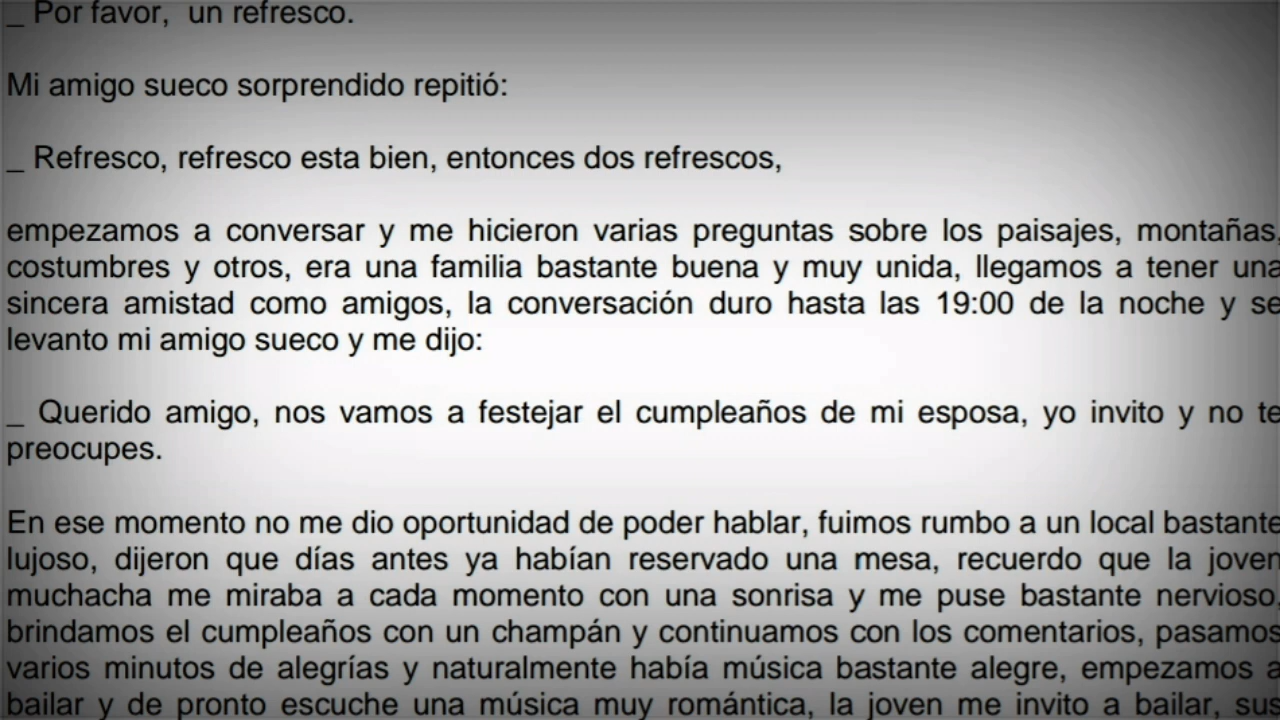 _ Por favor, un refresco.
Mi amigo sueco sorprendido repitió:
_ Refresco, refresco esta bien, entonces dos refrescos,
empezamos a conversar y me hicieron varias preguntas sobre los paisajes, montañas,
costumbres y otros, era una familia bastante buena y muy unida, llegamos a tener una
sincera amistad como amigos, la conversación duro hasta las 19:00 de la noche y se
levanto mi amigo sueco y me dijo:
_ Querido amigo, nos vamos a festejar el cumpleaños de mi esposa, yo invito y no te
preocupes.
En ese momento no me dio oportunidad de poder hablar, fuimos rumbo a un local bastante
lujoso, dijeron que días antes ya habían reservado una mesa, recuerdo que la joven
muchacha me miraba a cada momento con una sonrisa y me puse bastante nervioso,
brindamos el cumpleaños con un champán y continuamos con los comentarios, pasamos
varios minutos de alegrías y naturalmente había música bastante alegre, empezamos a
bailar y de pronto escuche una música muy romántica, la joven me invito a bailar, sus